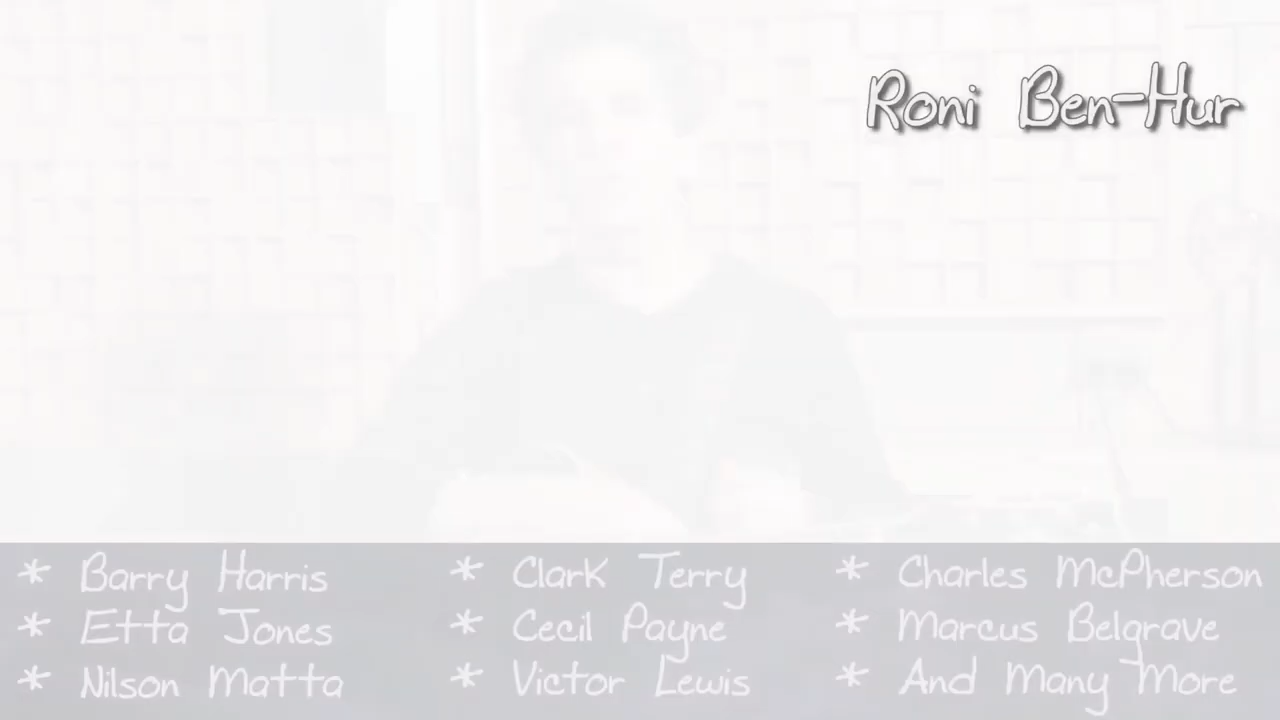 Roni Ben-Hur
* Barry Harris * Clark Terry * Charles McPherson
* Etta Jones * Cecil Payne * Marcus Belgrave
* Nilson Matta * Victor Lewis * And Many More